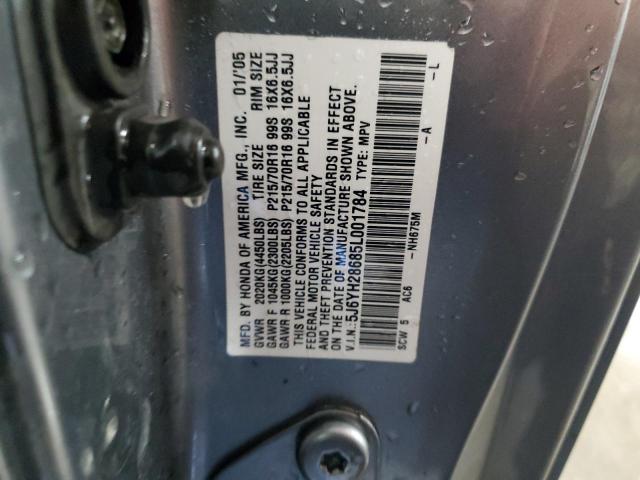 MFD. BY HONDA OF AMERICA MFG., INC. 01/'05
GVWR 2020KG(4450LBS) TIRE SIZE RIM SIZE
GAWR F 1045KG(2300LBS) P215/70R16 99S 16X6.5JJ
GAWR R 1000KG(2205LBS) P215/70R16 99S 16X6.5JJ
THIS VEHICLE CONFORMS TO ALL APPLICABLE
FEDERAL MOTOR VEHICLE SAFETY
AND THEFT PREVENTION STANDARDS IN EFFECT
ON THE DATE OF MANUFACTURE SHOWN ABOVE.
V.I.N.:5J6YH28685L001784 TYPE: MPV
SCW 5 AC6
-NH675M -A -L